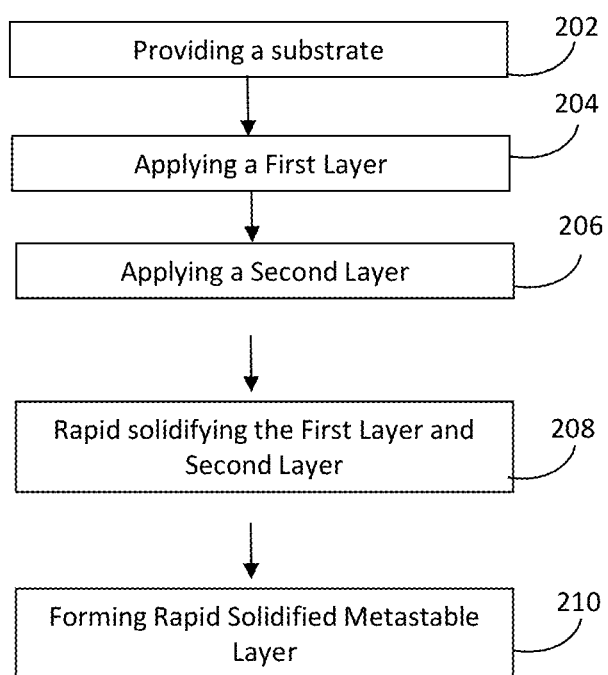 202
Providing a substrate
204
Applying a First Layer
206
Applying a Second Layer
Rapid solidifying the First Layer and
Second Layer
208
Forming Rapid Solidified Metastable
Layer
210